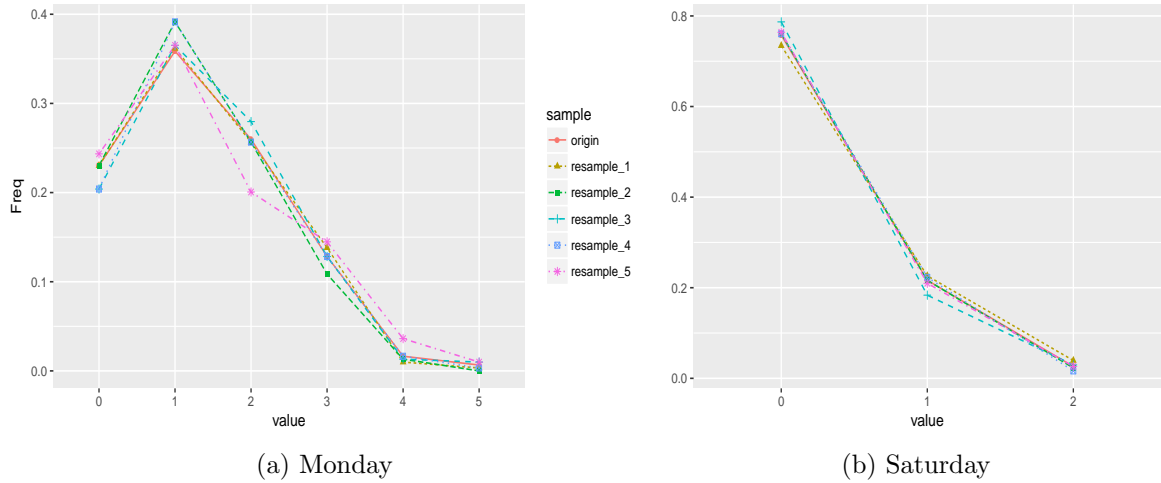 0.4
0.3
0.2
0.1
0.0
Freq
0 1 2 3 4 5
value
sample
origin
resample_1
resample_2
resample_3
resample_4
resample_5
(a) Monday
0.8
0.6
0.4
0.2
0.0
0 1 2
value
(b) Saturday